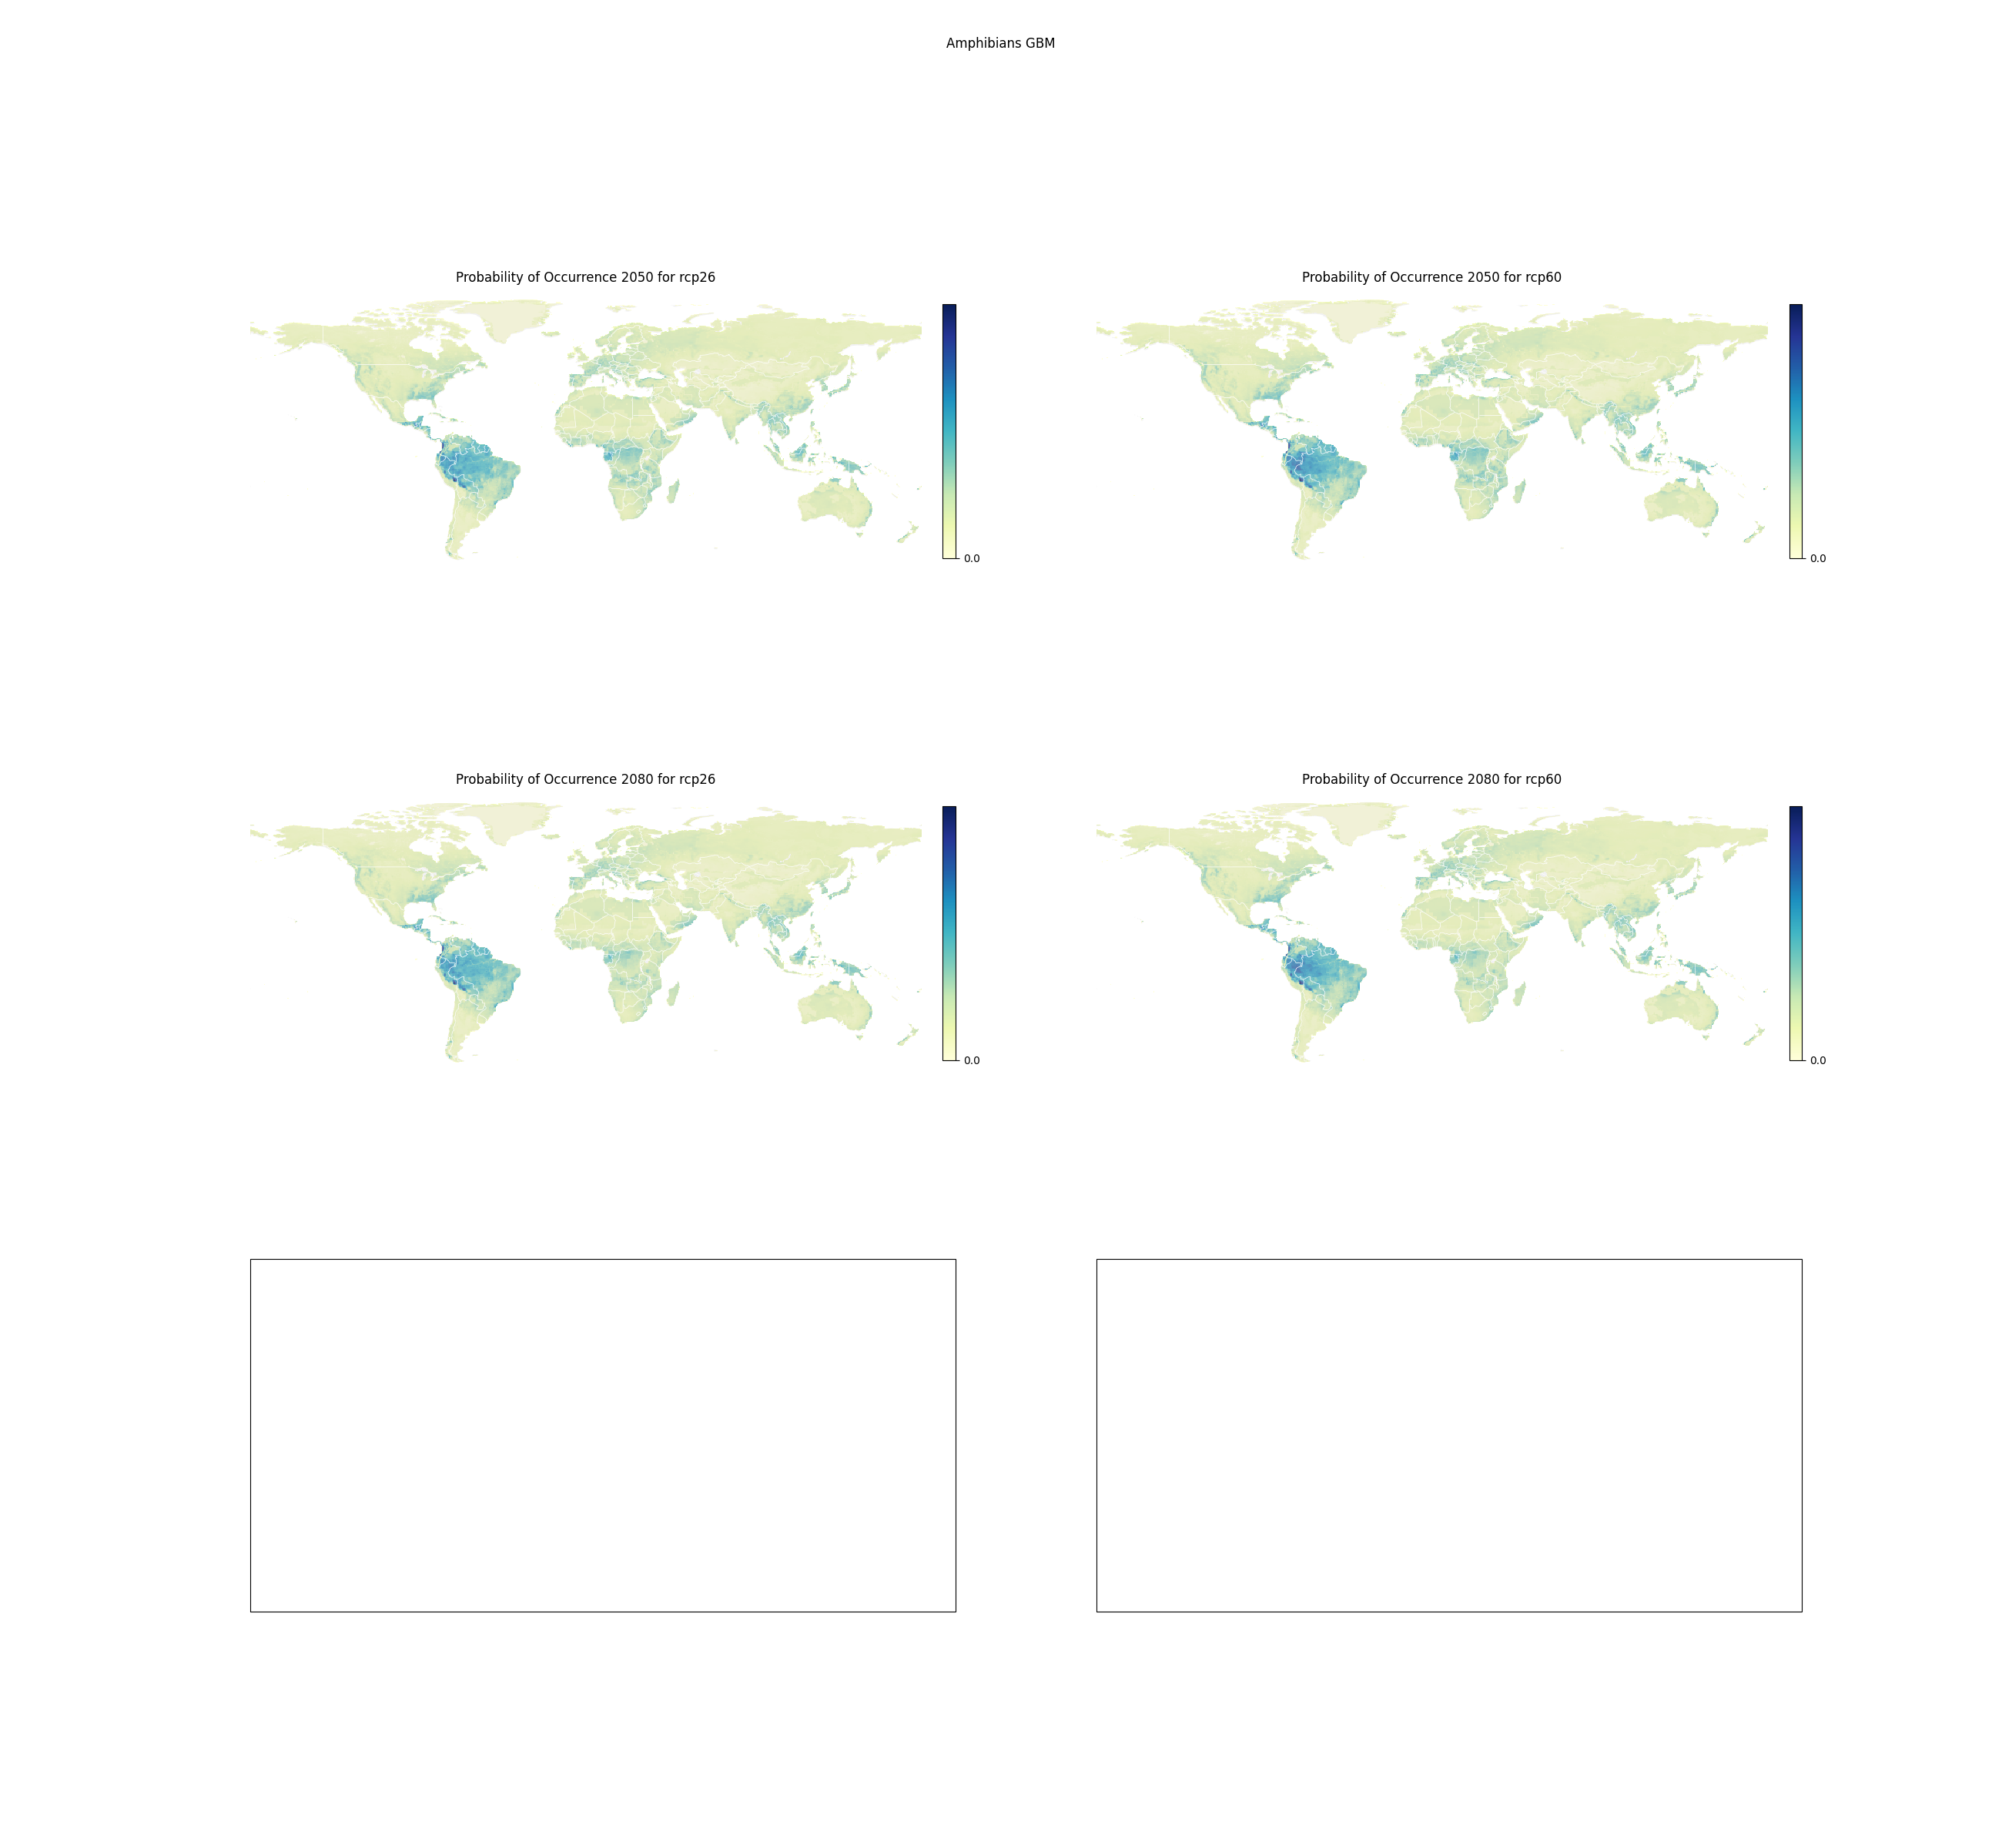 Amphibians GBM
Probability of Occurrence 2050 for rcp26
Probability of Occurrence 2050 for rcp60
0.0
0.0
Probability of Occurrence 2080 for rcp26
Probability of Occurrence 2080 for rcp60
0.0
0.0